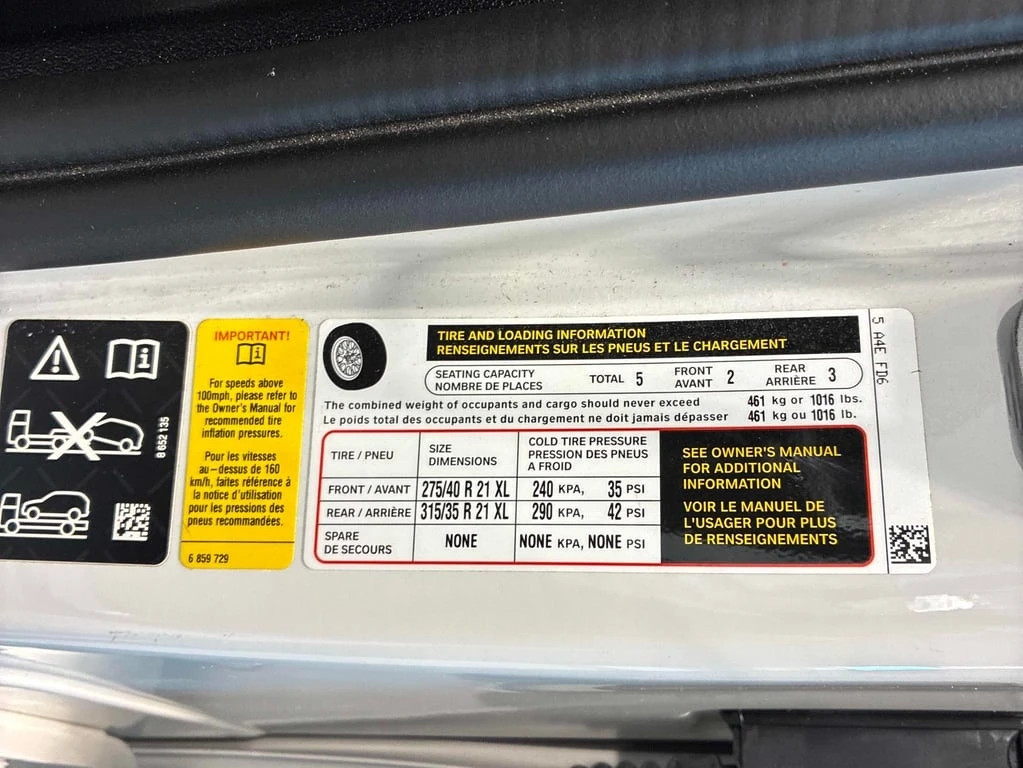 8 652 135
IMPORTANT!
For speeds above
100mph, please refer to
the Owner's Manual for
recommended tire
inflation pressures.
Pour les vitesses
au-dessus de 160
km/h, faites référence à
la notice d'utilisation
pour les pressions des
pneus recommandées.
6 859 729
TIRE AND LOADING INFORMATION
RENSEIGNEMENTS SUR LES PNEUS ET LE CHARGEMENT
SEATING CAPACITY
NOMBRE DE PLACES
TOTAL 5
FRONT
AVANT 2
REAR
ARRIÈRE 3
The combined weight of occupants and cargo should never exceed 461 kg or 1016 lbs.
Le poids total des occupants et du chargement ne doit jamais dépasser 461 kg ou 1016 lb.
TIRE / PNEU
SIZE
DIMENSIONS
COLD TIRE PRESSURE
PRESSION DES PNEUS
A FROID
FRONT / AVANT 275/40 R 21 XL 240 KPA, 35 PSI
REAR / ARRIÈRE 315/35 R 21 XL 290 KPA, 42 PSI
SPARE
DE SECOURS
NONE NONE KPA, NONE PSI
SEE OWNER'S MANUAL
FOR ADDITIONAL
INFORMATION
VOIR LE MANUEL DE
L'USAGER POUR PLUS
DE RENSEIGNEMENTS
5 A4E FD6